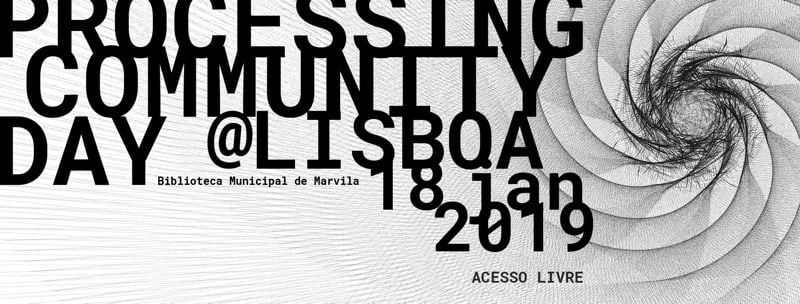 PROCESSING
COMMUNITY
DAY @LISBOA
Biblioteca Municipal de Marvila
18 jan
2019
ACESSO LIVRE